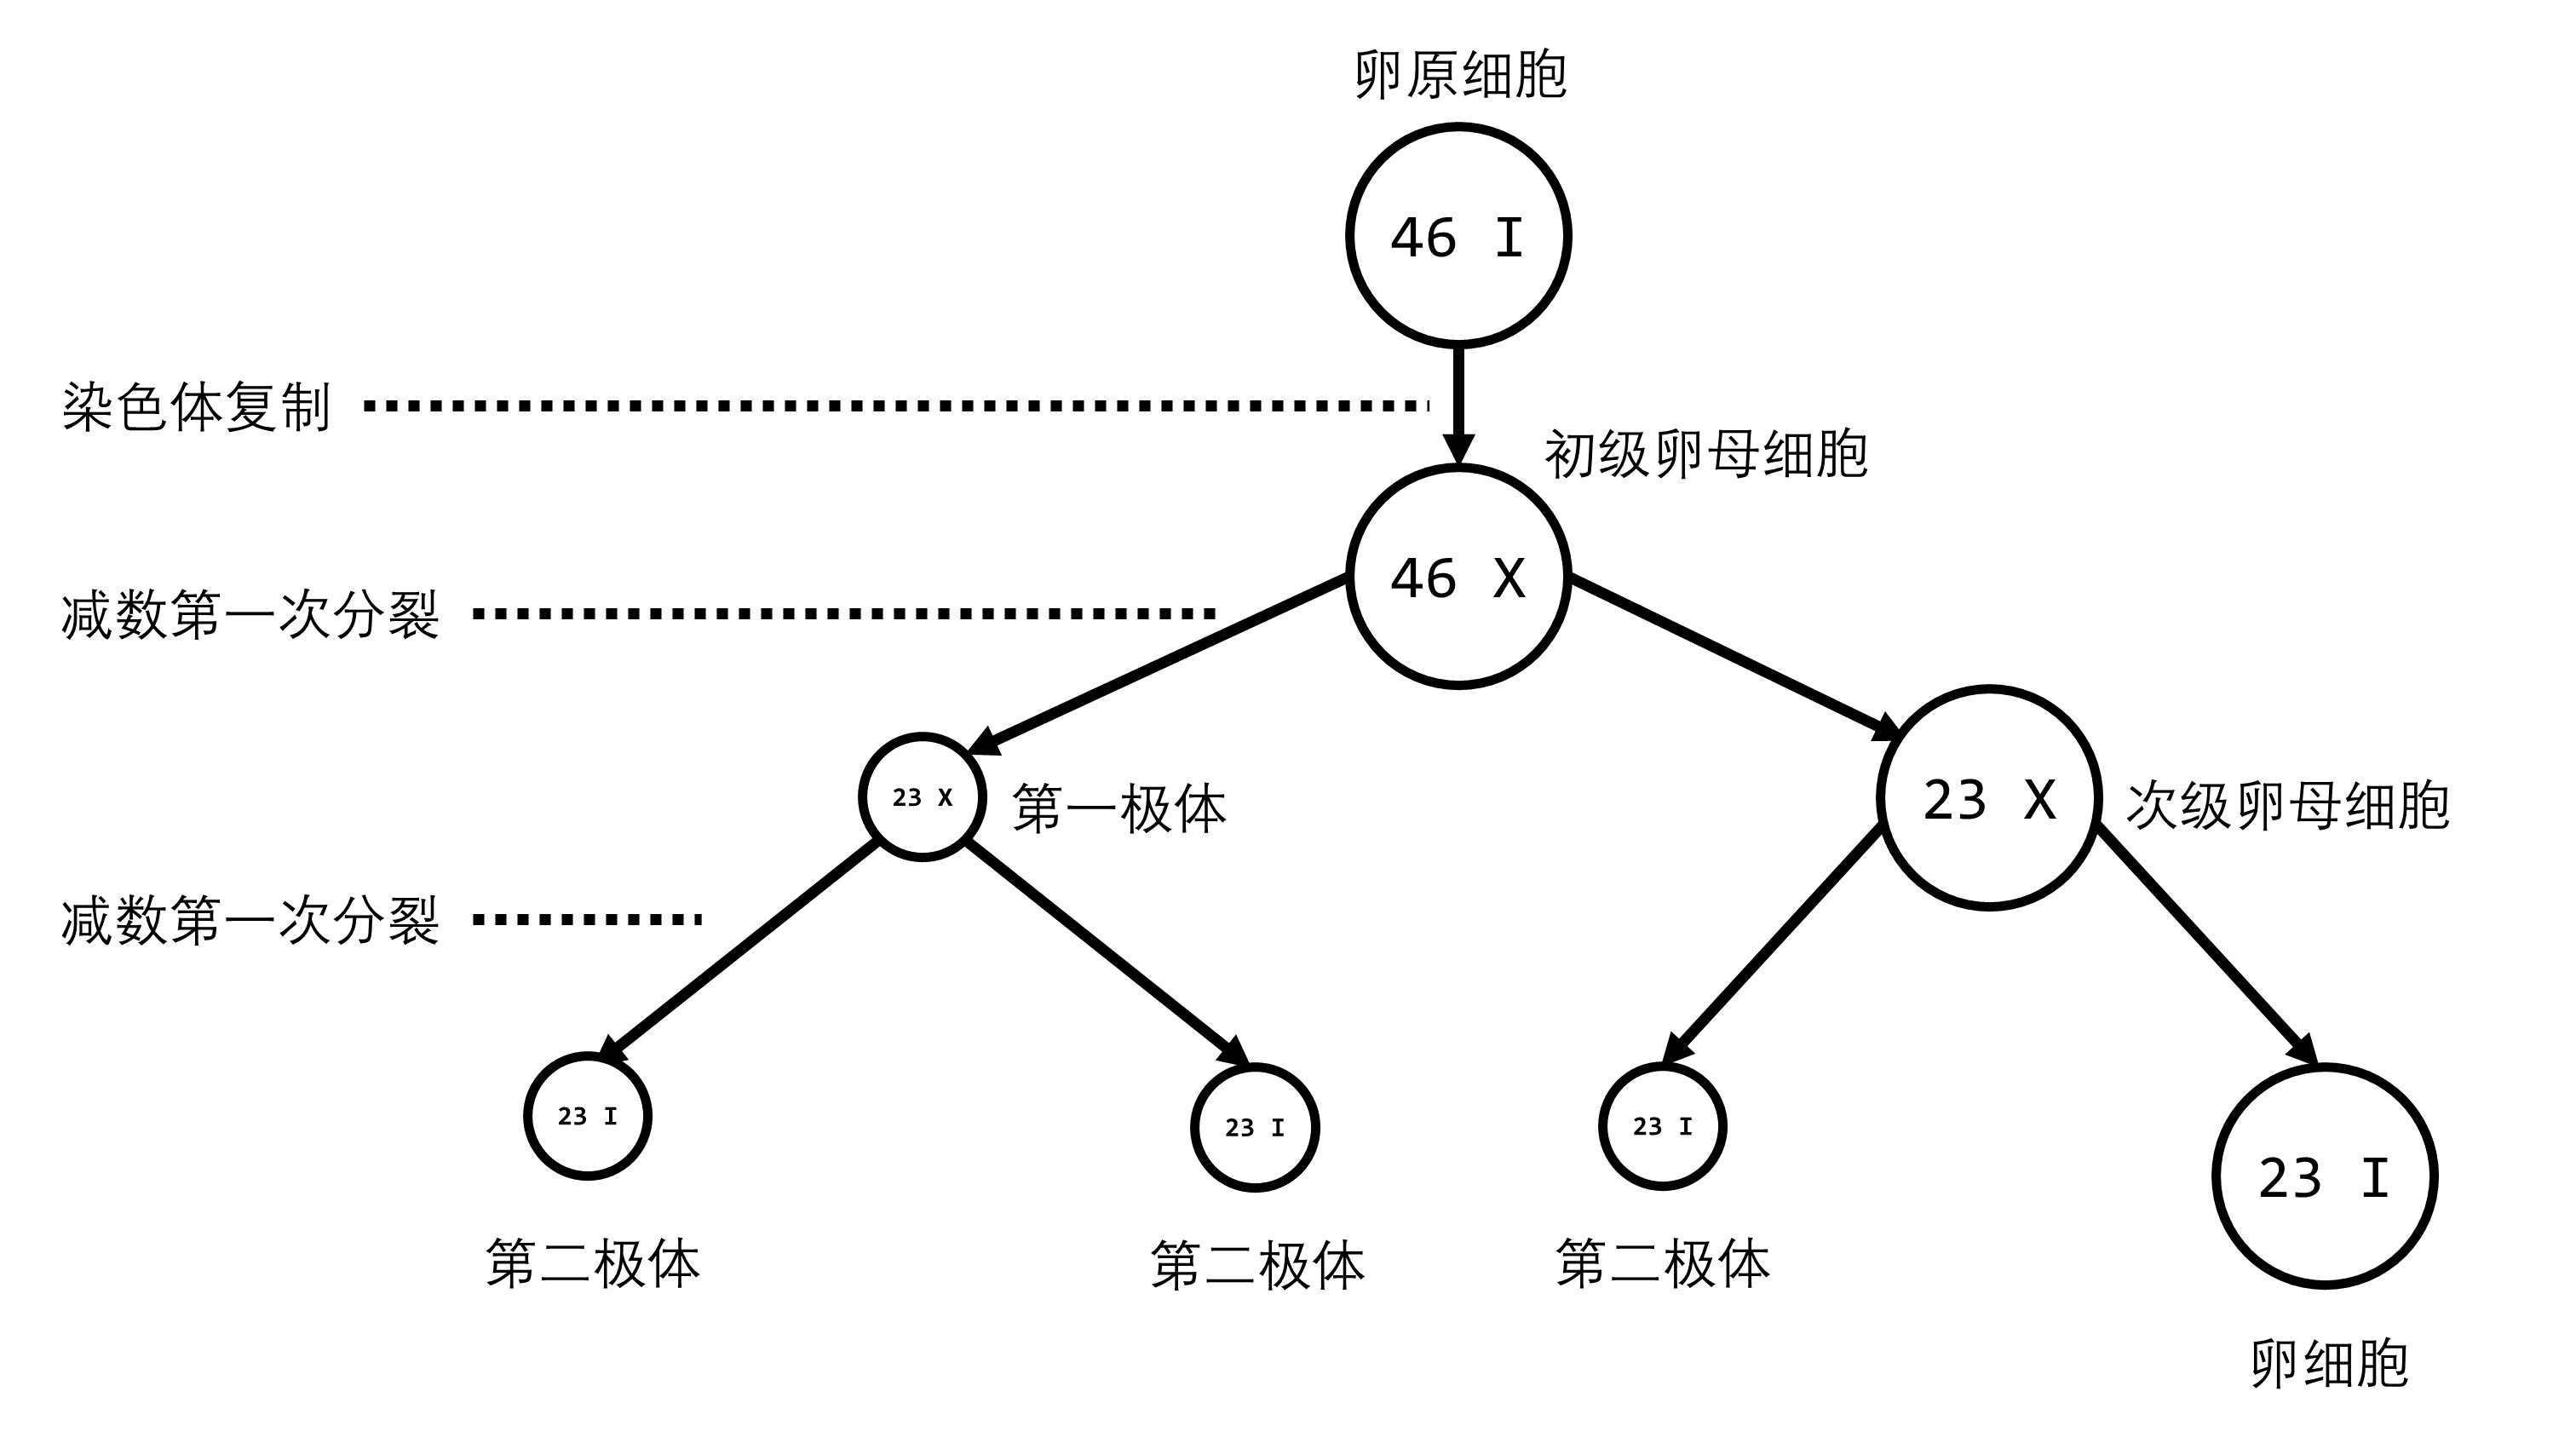 卵原细胞
46 I
染色体复制
初级卵母细胞
46 X
减数第一次分裂
23 X
第一极体
23 X
次级卵母细胞
减数第一次分裂
23 I
23 I
23 I
23 I
第二极体
第二极体
第二极体
卵细胞